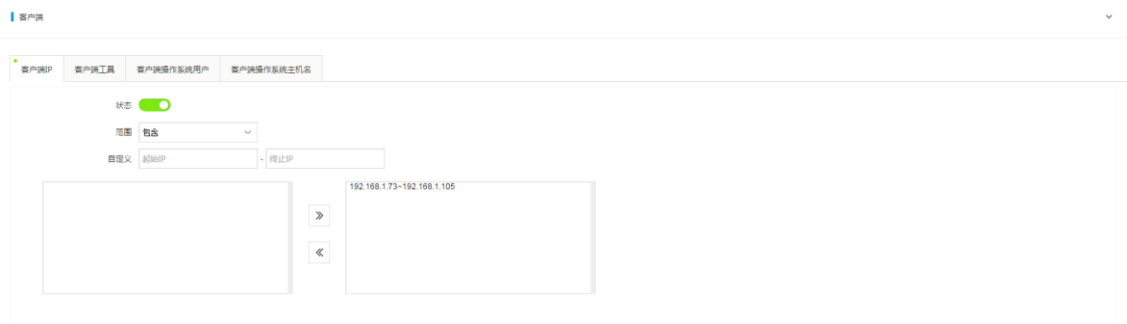 客户端
客户端IP 客户端工具 客户端操作系统用户 客户端操作系统主机名
状态
范围 包含
自定义 起始IP - 终止IP
192.168.1.73~192.168.1.105